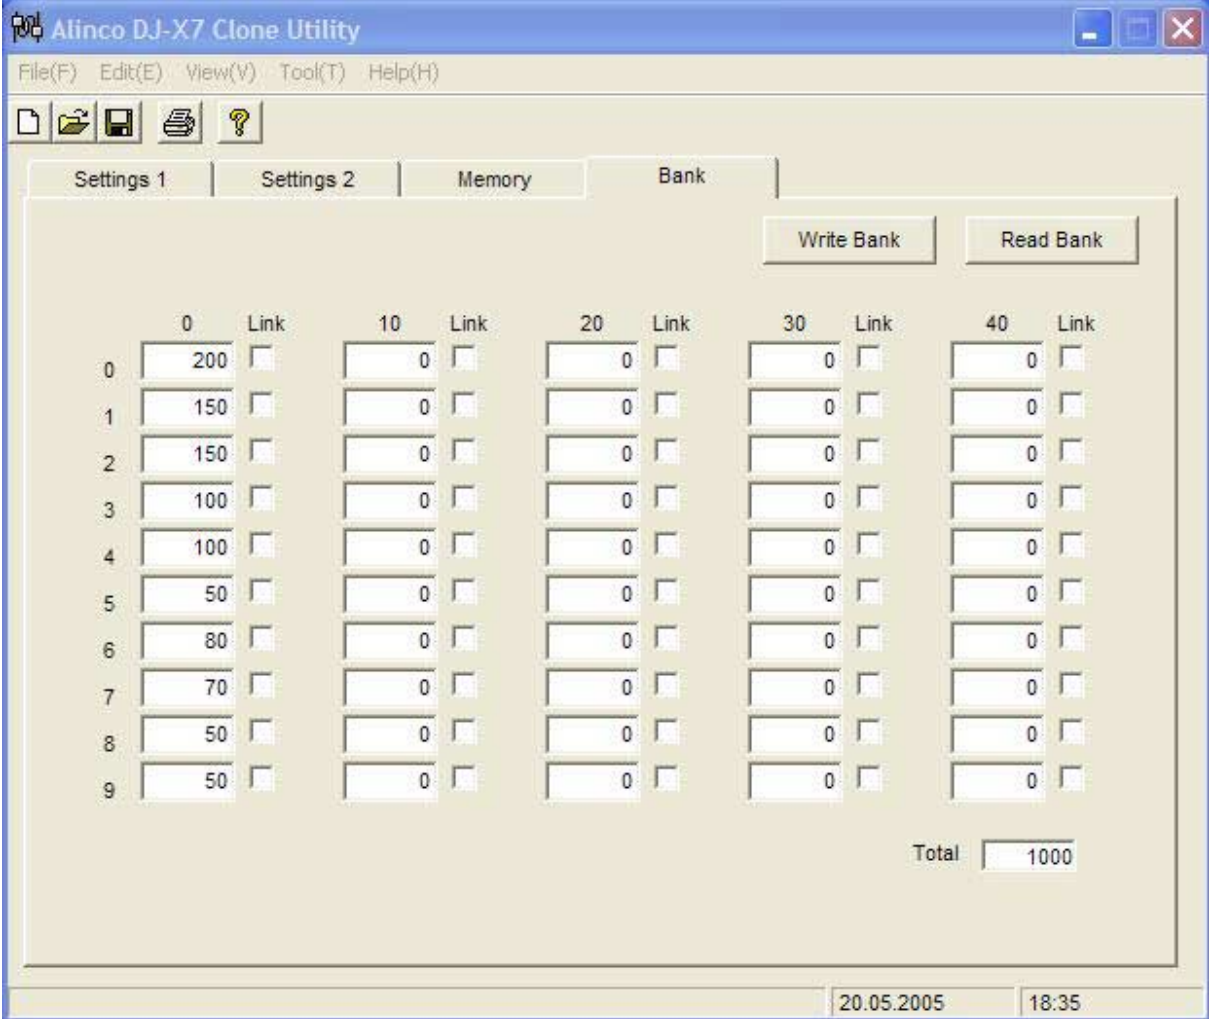 Alinco DJ-X7 Clone Utility
File(F) Edit(E) View(V) Tool(T) Help(H)
Settings 1 Settings 2 Memory Bank
Write Bank Read Bank
0 Link 10 Link 20 Link 30 Link 40 Link
0 200 0 0 0 0
1 150 0 0 0 0
2 150 0 0 0 0
3 100 0 0 0 0
4 100 0 0 0 0
5 50 0 0 0 0
6 80 0 0 0 0
7 70 0 0 0 0
8 50 0 0 0 0
9 50 0 0 0 0
Total 1000
20.05.2005 18:35